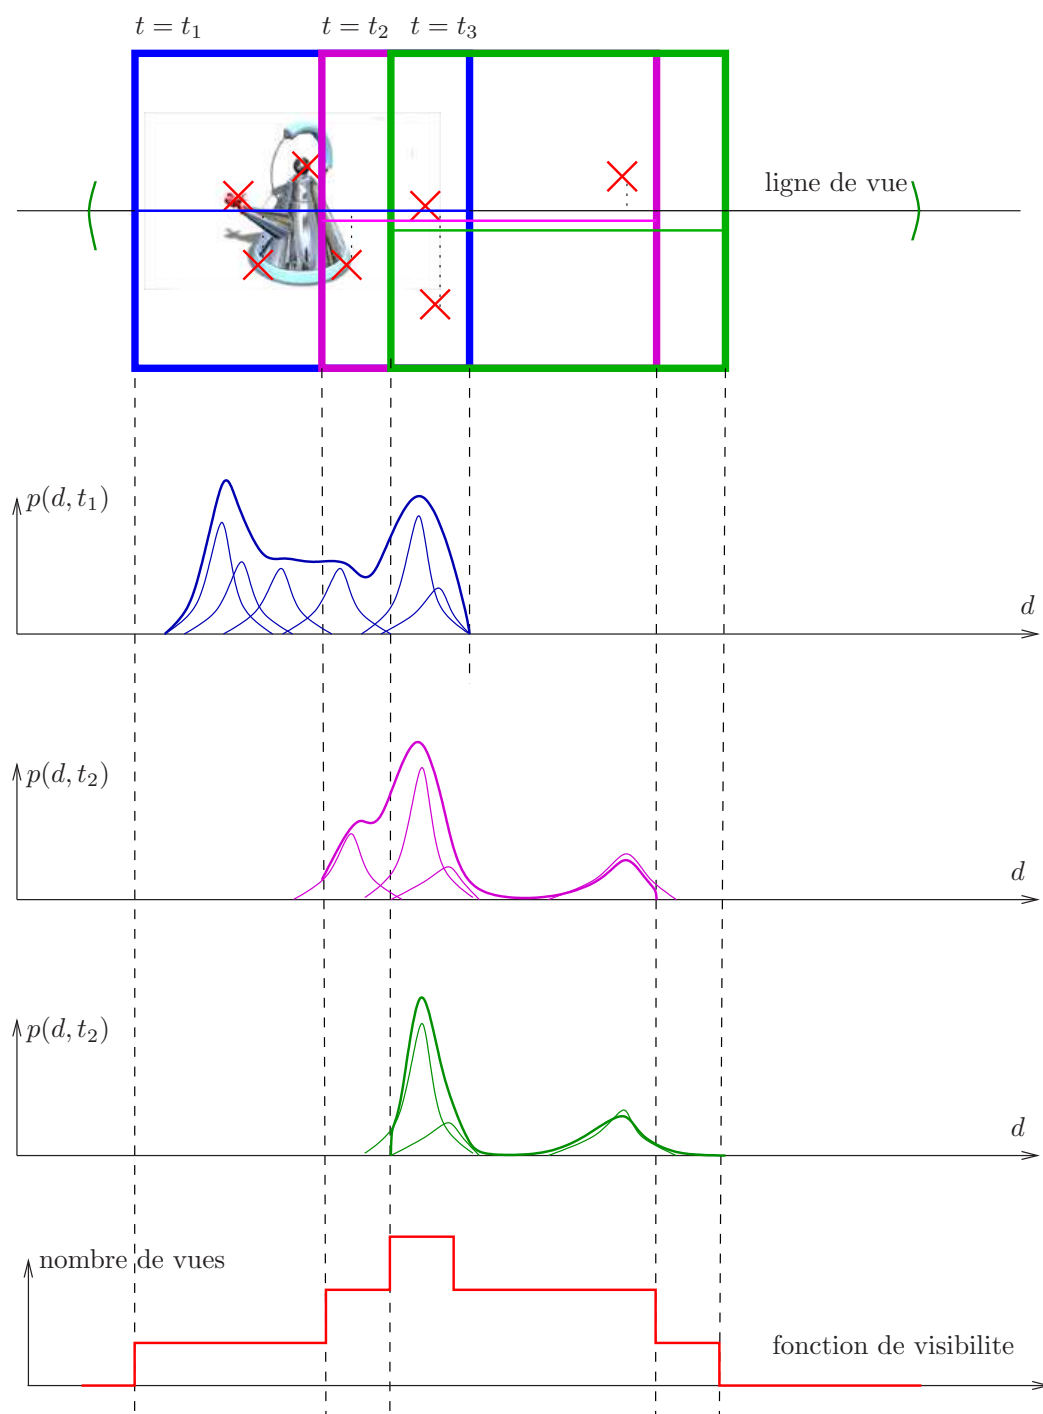 t = t₁ t = t₂ t = t₃
ligne de vue
p(d, t₁)
d
p(d, t₂)
d
p(d, t₂)
d
nombre de vues
fonction de visibilite